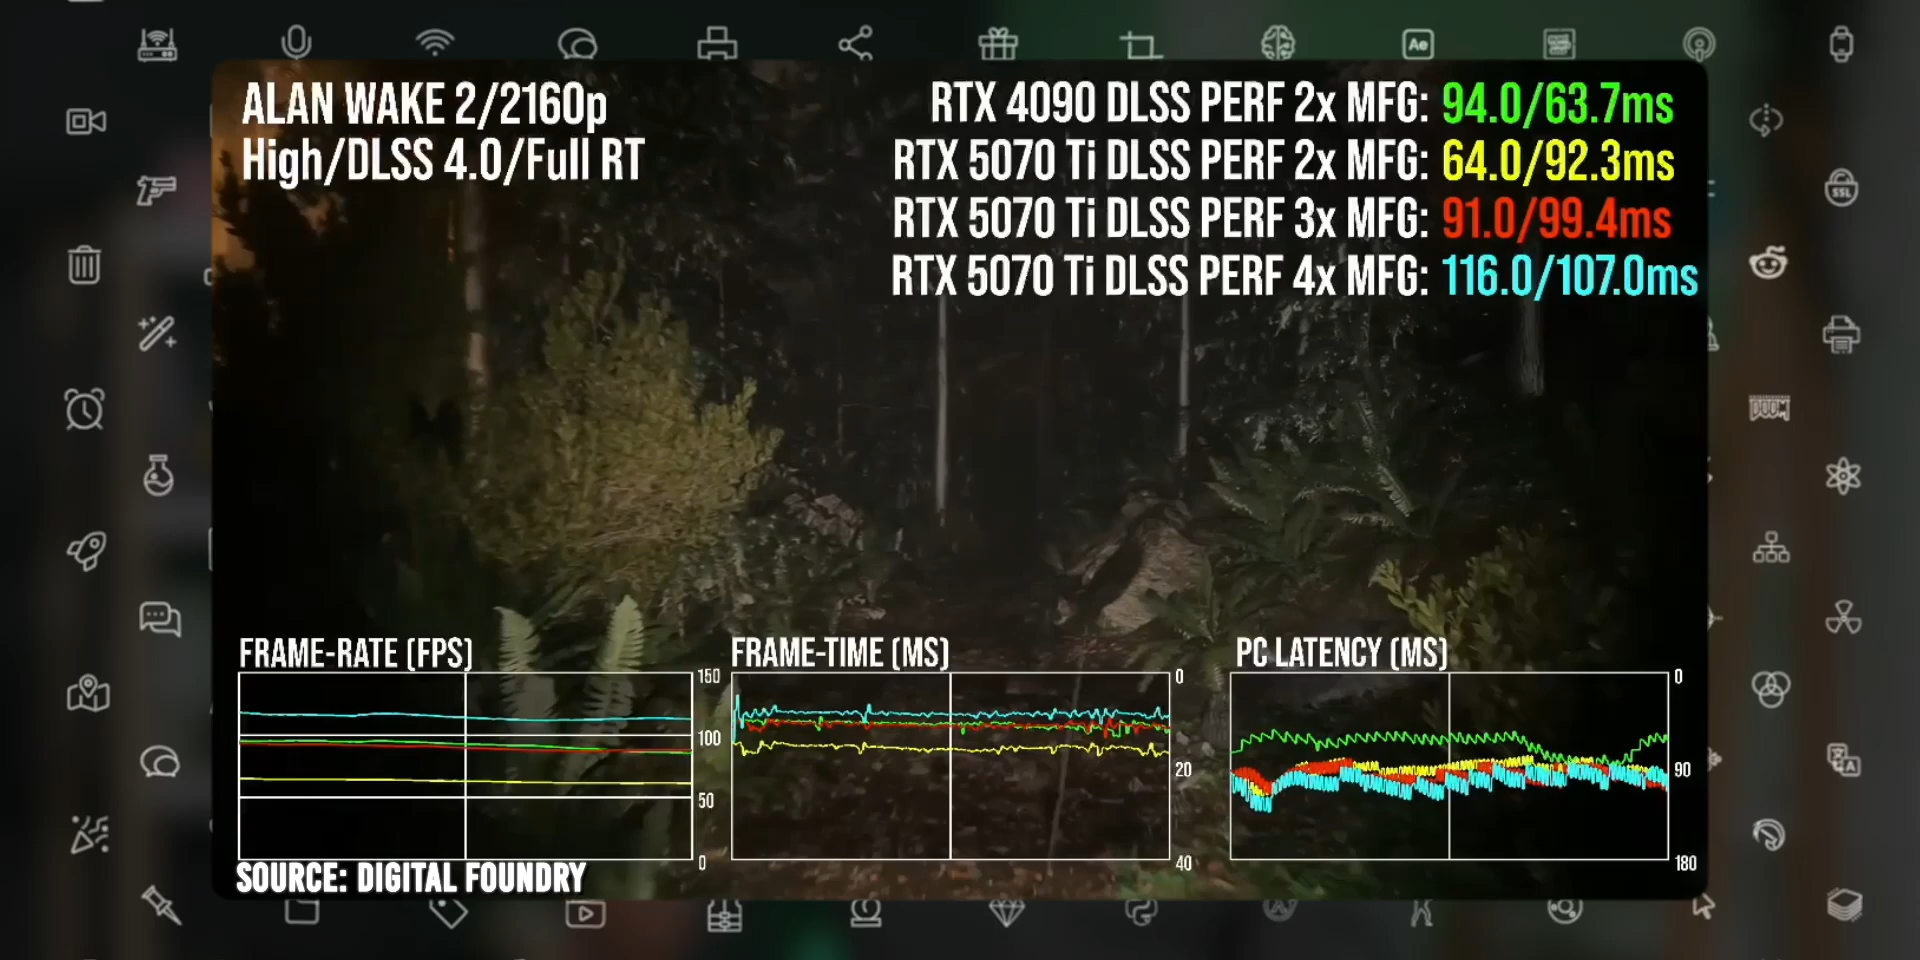 ALAN WAKE 2/2160p
High/DLSS 4.0/Full RT
RTX 4090 DLSS PERF 2x MFG: 94.0/63.7ms
RTX 5070 Ti DLSS PERF 2x MFG: 64.0/92.3ms
RTX 5070 Ti DLSS PERF 3x MFG: 91.0/99.4ms
RTX 5070 Ti DLSS PERF 4x MFG: 116.0/107.0ms
FRAME-RATE (FPS)
150
100
50
0
FRAME-TIME (MS)
0
20
40
PC LATENCY (MS)
0
90
180
SOURCE: DIGITAL FOUNDRY
Ae
SSL
DOOM